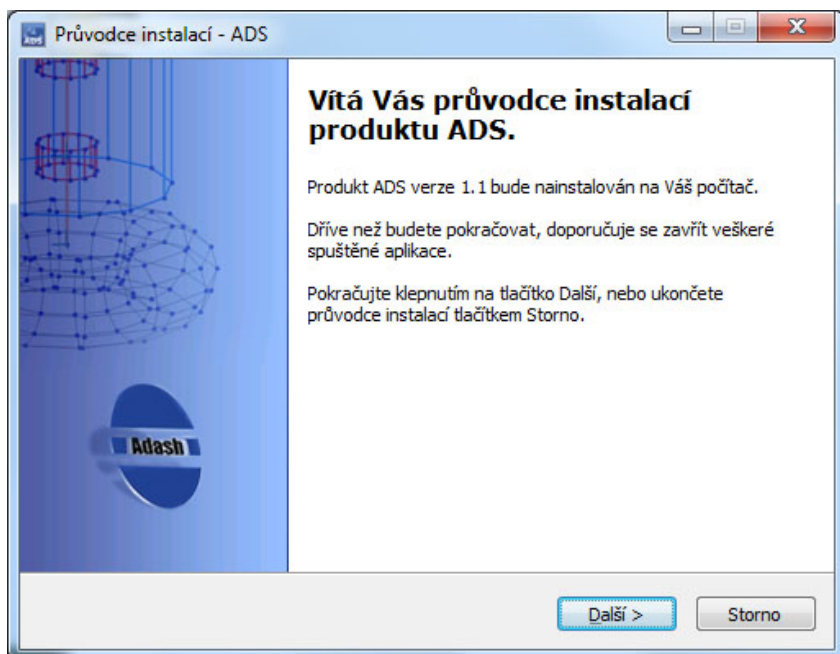 Průvodce instalací - ADS
Vítá Vás průvodce instalací
produktu ADS.
Produkt ADS verze 1.1 bude nainstalován na Váš počítač.
Dříve než budete pokračovat, doporučuje se zavřít veškeré
spuštěné aplikace.
Pokračujte klepnutím na tlačítko Další, nebo ukončete
průvodce instalací tlačítkem Storno.
Adash
Další >
Storno